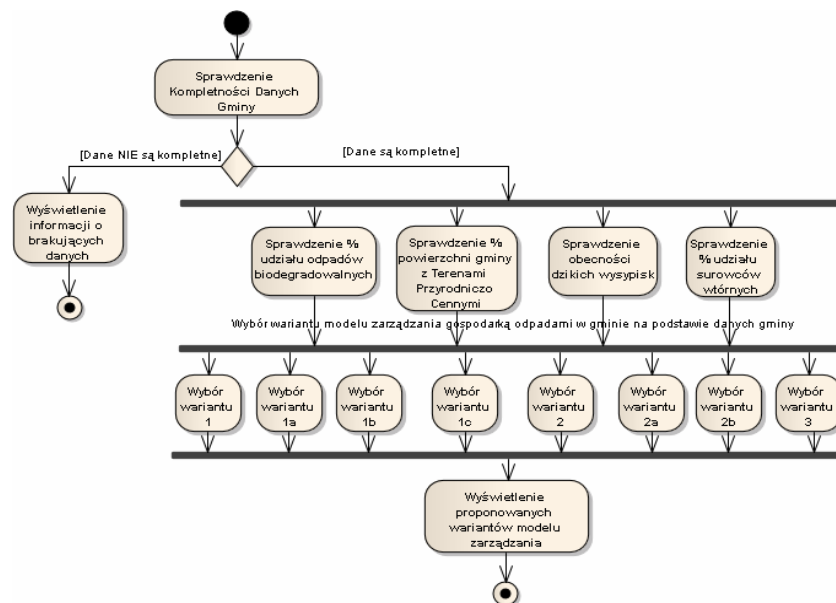 Sprawdzenie
Kompletności Danych
Gminy
[Dane NIE są kompletne]
[Dane są kompletne]
Wyświetlenie
informacji o
brakujących
danych
Sprawdzenie %
udziału odpadów
biodegradowalnych
Sprawdzenie %
powierzchni gminy
z Terenami
Przyrodniczo
Cennymi
Sprawdzenie
obecności
dzikich wysypisk
Sprawdzenie
% udziału
surowców
wtórnych
Wybór wariantu modelu zarządzania gospodarką odpadami w gminie na podstawie danych gminy
Wybór
wariantu
1
Wybór
wariantu
1a
Wybór
wariantu
1b
Wybór
wariantu
1c
Wybór
wariantu
2
Wybór
wariantu
2a
Wybór
wariantu
2b
Wybór
wariantu
3
Wyświetlenie
proponowanych
wariantów modelu
zarządzania